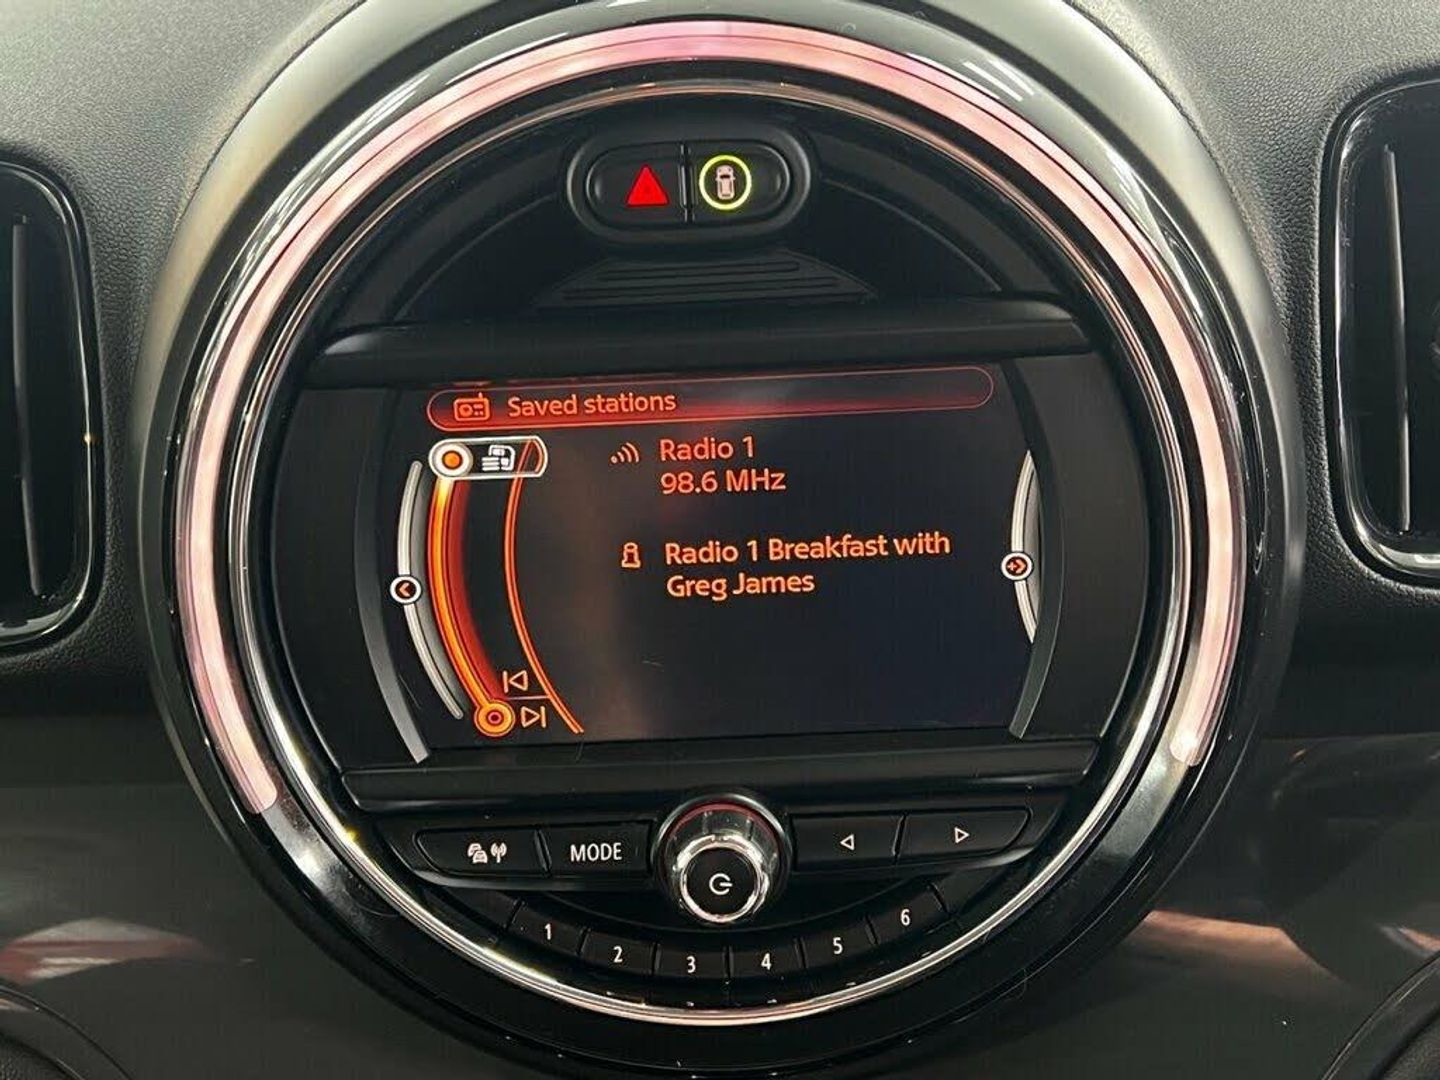 Saved stations
Radio 1
98.6 MHz
Radio 1 Breakfast with
Greg James
MODE
1
2
3
4
5
6